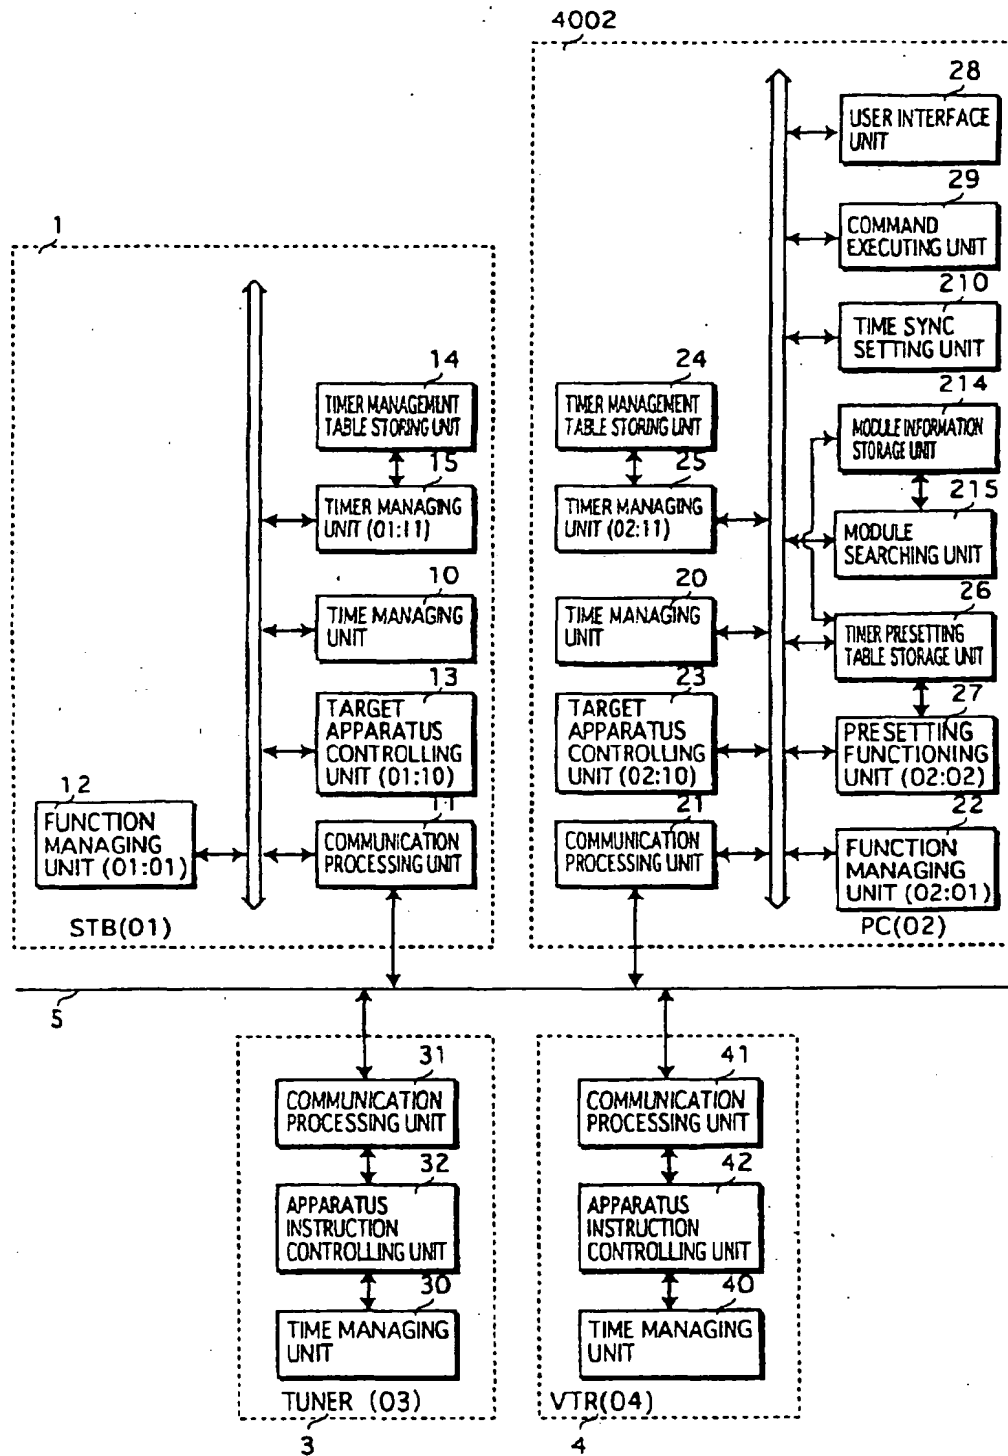 4002
28
USER INTERFACE
UNIT
29
COMMAND
EXECUTING UNIT
210
TIME SYNC
SETTING UNIT
214
MODULE INFORMATION
STORAGE UNIT
215
MODULE
SEARCHING UNIT
26
TIMER PRESETTING
TABLE STORAGE UNIT
27
PRESETTING
FUNCTIONING
UNIT (02:02)
22
FUNCTION
MANAGING
UNIT (02:01)
24
TIMER MANAGEMENT
TABLE STORING UNIT
25
TIMER MANAGING
UNIT (02:11)
20
TIME MANAGING
UNIT
23
TARGET
APPARATUS
CONTROLLING
UNIT (02:10)
21
COMMUNICATION
PROCESSING UNIT
PC(02)
1
14
TIMER MANAGEMENT
TABLE STORING UNIT
15
TIMER MANAGING
UNIT (01:11)
10
TIME MANAGING
UNIT
13
TARGET
APPARATUS
CONTROLLING
UNIT (01:10)
11
COMMUNICATION
PROCESSING UNIT
12
FUNCTION
MANAGING
UNIT (01:01)
STB(01)
5
31
COMMUNICATION
PROCESSING UNIT
32
APPARATUS
INSTRUCTION
CONTROLLING UNIT
30
TIME MANAGING
UNIT
TUNER (03)
3
41
COMMUNICATION
PROCESSING UNIT
42
APPARATUS
INSTRUCTION
CONTROLLING UNIT
40
TIME MANAGING
UNIT
VTR(04)
4